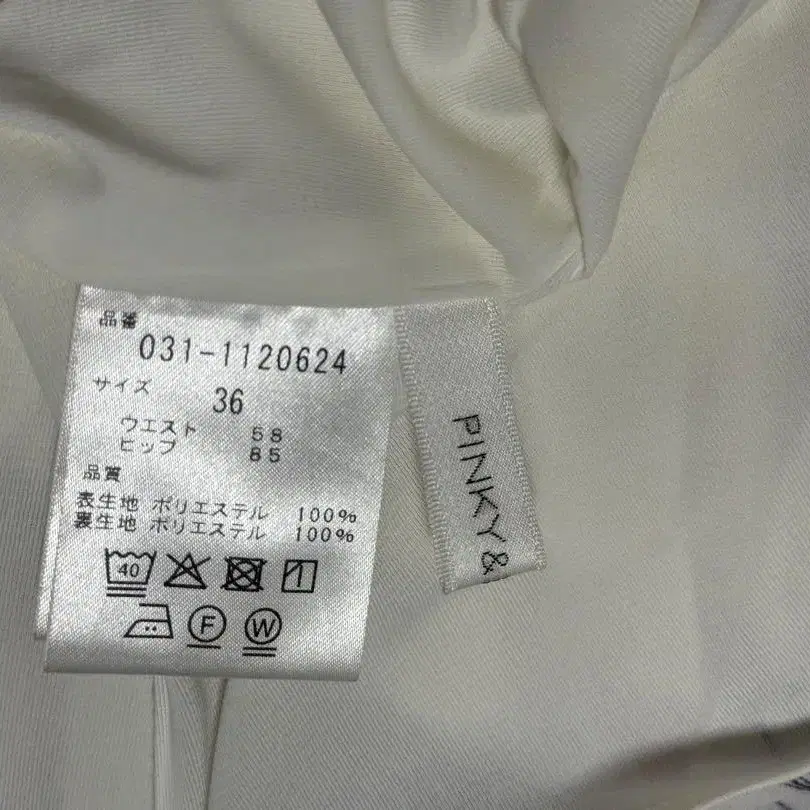 品番
031-1120624
サイズ
36
ウエスト 58
ヒップ 85
品質
表生地 ポリエステル 100%
裏生地 ポリエステル 100%
40
F
W
PINKY&